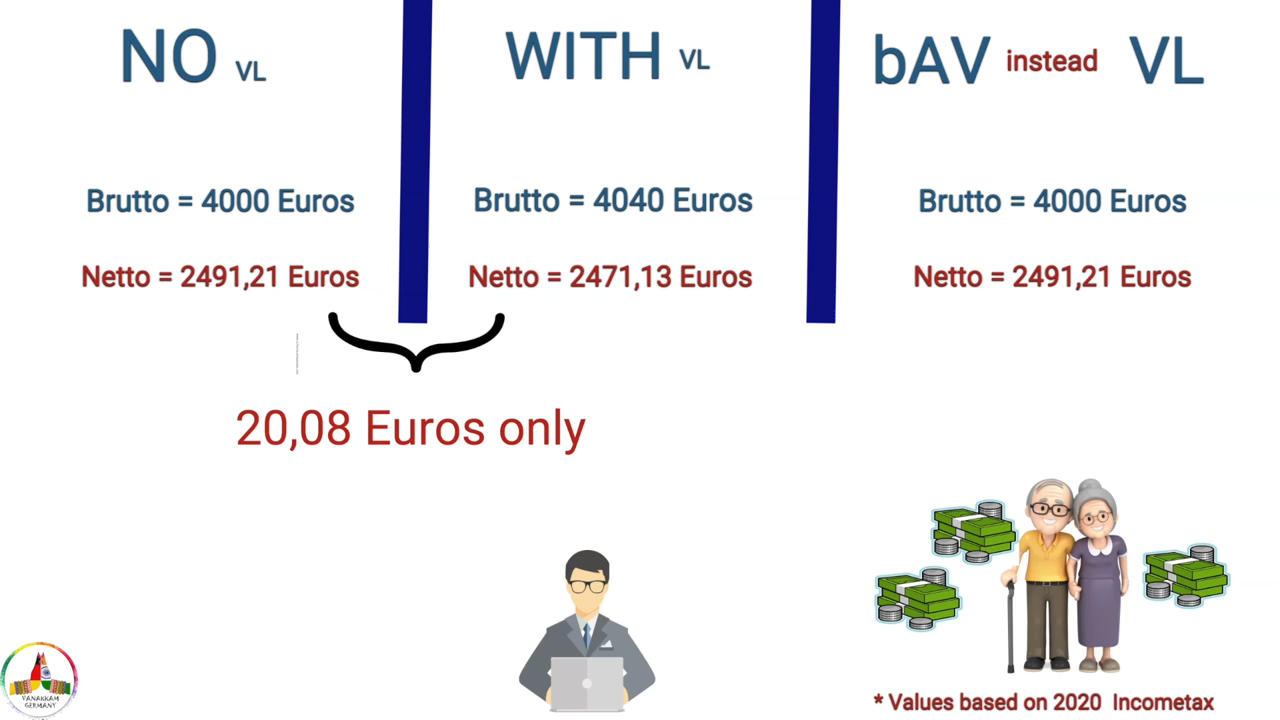 NO VL
WITH VL
bAV instead VL
Brutto = 4000 Euros
Brutto = 4040 Euros
Brutto = 4000 Euros
Netto = 2491,21 Euros
Netto = 2471,13 Euros
Netto = 2491,21 Euros
20,08 Euros only
VANAKKAM
GERMANY
* Values based on 2020 Incometax